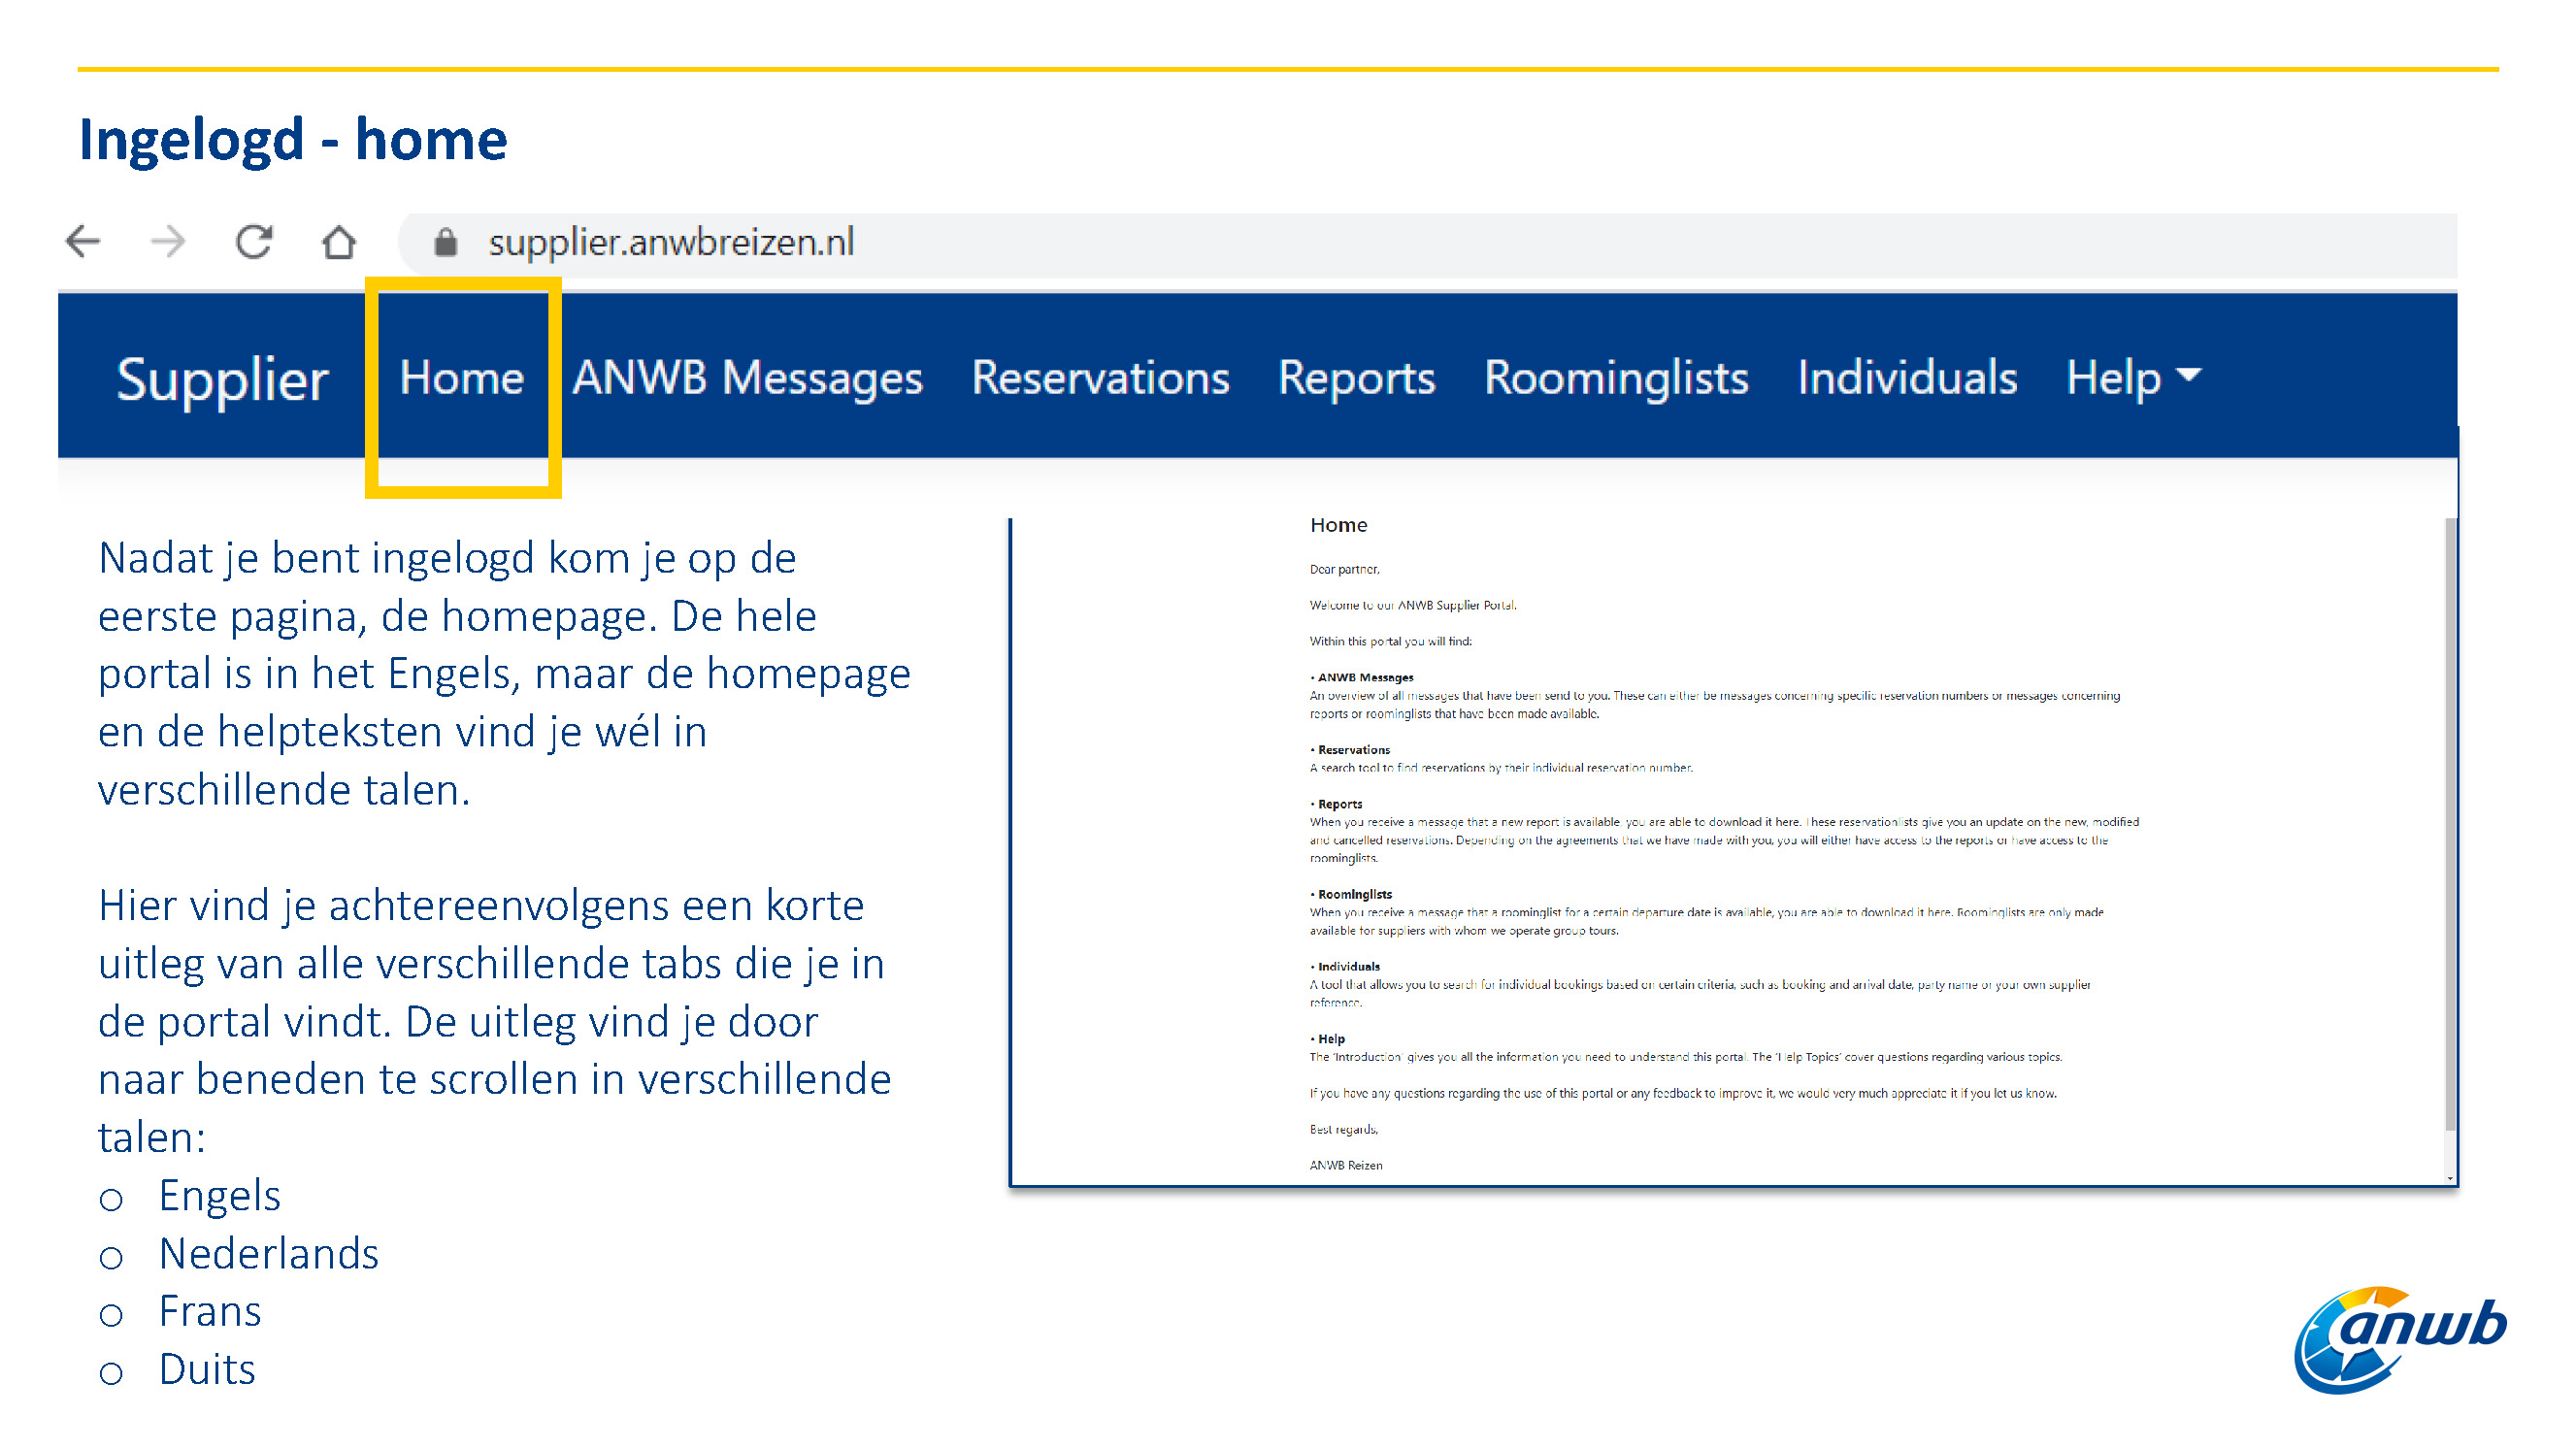 Ingelogd - home
supplier.anwbreizen.nl
Supplier Home ANWB Messages Reservations Reports Roominglists Individuals Help
Nadat je bent ingelogd kom je op de
eerste pagina, de homepage. De hele
portal is in het Engels, maar de homepage
en de helpteksten vind je wél in
verschillende talen.
Hier vind je achtereenvolgens een korte
uitleg van alle verschillende tabs die je in
de portal vindt. De uitleg vind je door
naar beneden te scrollen in verschillende
talen:
o Engels
o Nederlands
o Frans
o Duits
Home
Dear partner,
Welcome to our ANWB Supplier Portal.
Within this portal you will find:
• ANWB Messages
An overview of all messages that have been send to you. These can either be messages concerning specific reservation numbers or messages concerning
reports or roominglists that have been made available.
• Reservations
A search tool to find reservations by their individual reservation number.
• Reports
When you receive a message that a new report is available, you are able to download it here. These reservationlists give you an update on the new, modified
and cancelled reservations. Depending on the agreements that we have made with you, you will either have access to the reports or have access to the
roominglists.
• Roominglists
When you receive a message that a roominglist for a certain departure date is available, you are able to download it here. Roominglists are only made
available for suppliers with whom we operate group tours.
• Individuals
A tool that allows you to search for individual bookings based on certain criteria, such as booking and arrival date, party name or your own supplier
reference.
• Help
The 'Introduction' gives you all the information you need to understand this portal. The 'Help Topics' cover questions regarding various topics.
If you have any questions regarding the use of this portal or any feedback to improve it, we would very much appreciate it if you let us know.
Best regards,
ANWB Reizen
anwb